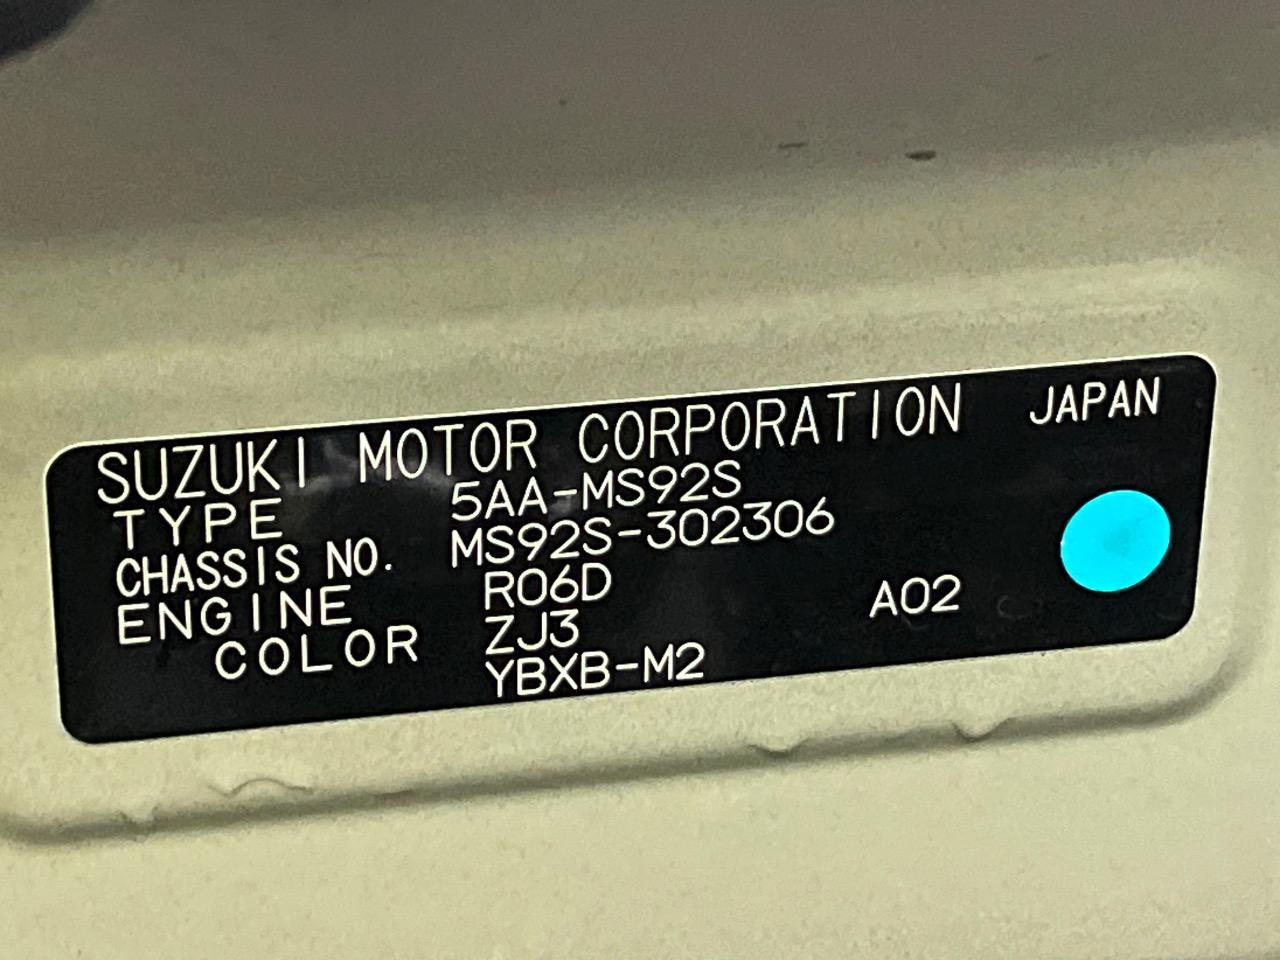 SUZUKI MOTOR CORPORATION JAPAN
TYPE 5AA-MS92S
CHASSIS NO. MS92S-302306
ENGINE R06D A02
COLOR ZJ3
YBXB-M2